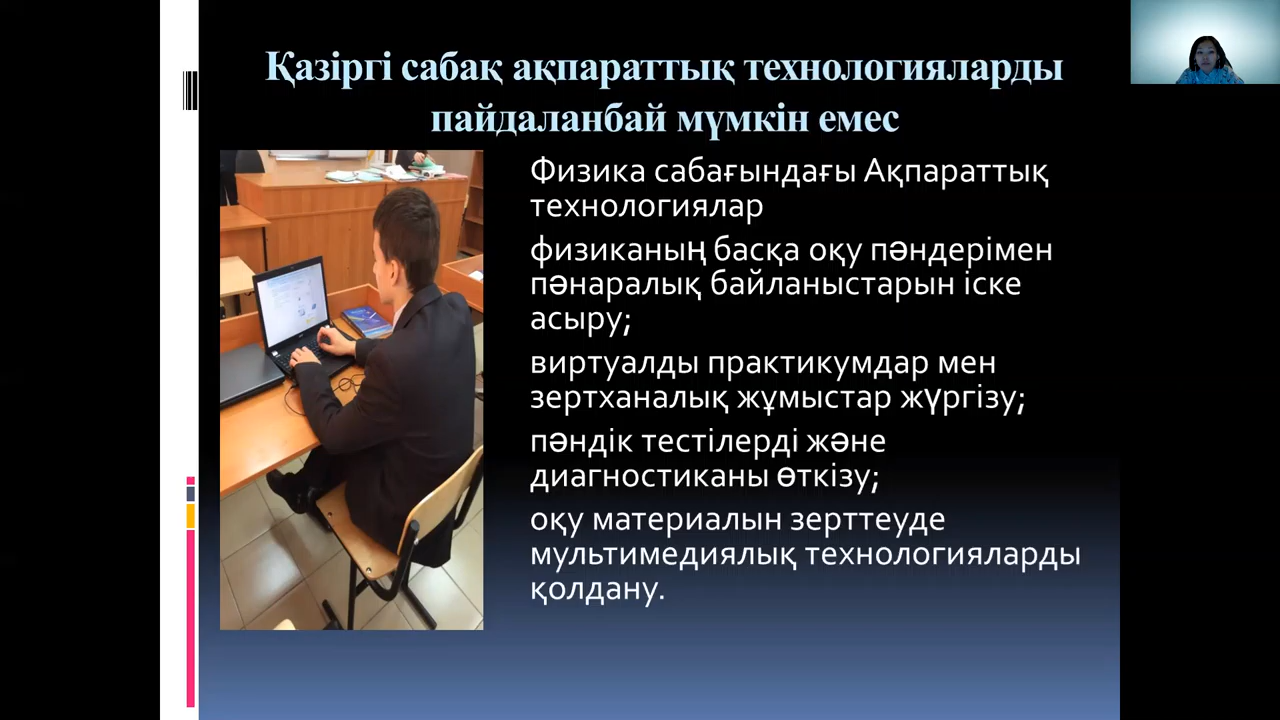 Қазіргі сабақ ақпараттық технологияларды
пайдаланбай мүмкін емес
Физика сабағындағы Ақпараттық
технологиялар
физиканың басқа оқу пәндерімен
пәнаралық байланыстарын іске
асыру;
виртуалды практикумдар мен
зертханалық жұмыстар жүргізу;
пәндік тестілерді және
диагностиканы өткізу;
оқу материалын зерттеуде
мультимедиялық технологияларды
қолдану.